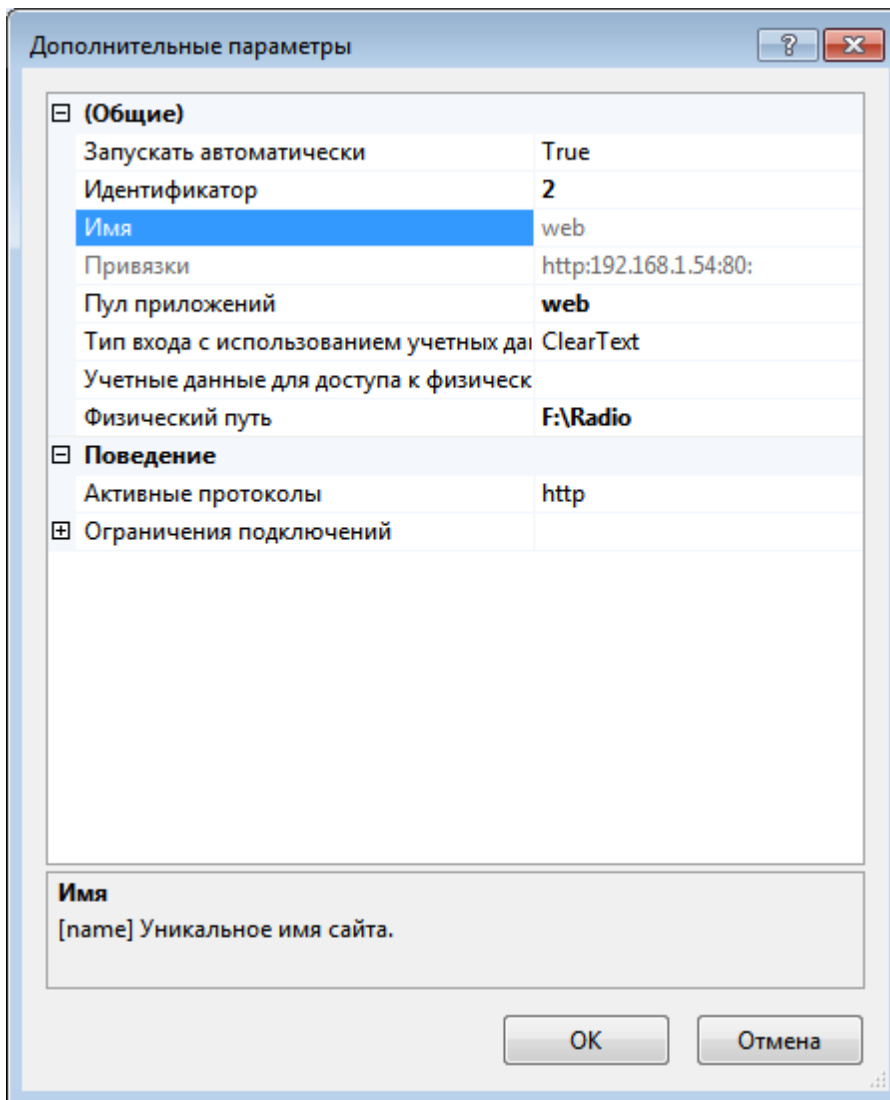 Дополнительные параметры
(Общие)
Запускать автоматически True
Идентификатор 2
Имя web
Привязки http:192.168.1.54:80:
Пул приложений web
Тип входа с использованием учетных дан ClearText
Учетные данные для доступа к физическ
Физический путь F:\Radio
Поведение
Активные протоколы http
Ограничения подключений
Имя
[name] Уникальное имя сайта.
ОК Отмена